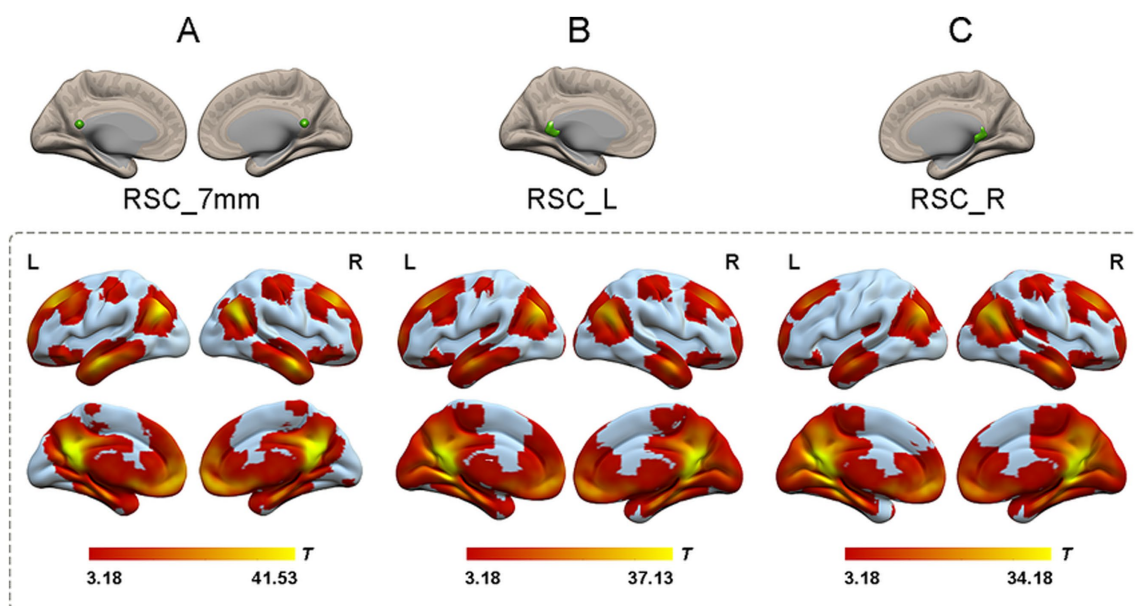 A B C
RSC_7mm RSC_L RSC_R
L R L R L R
T T T
3.18 41.53 3.18 37.13 3.18 34.18